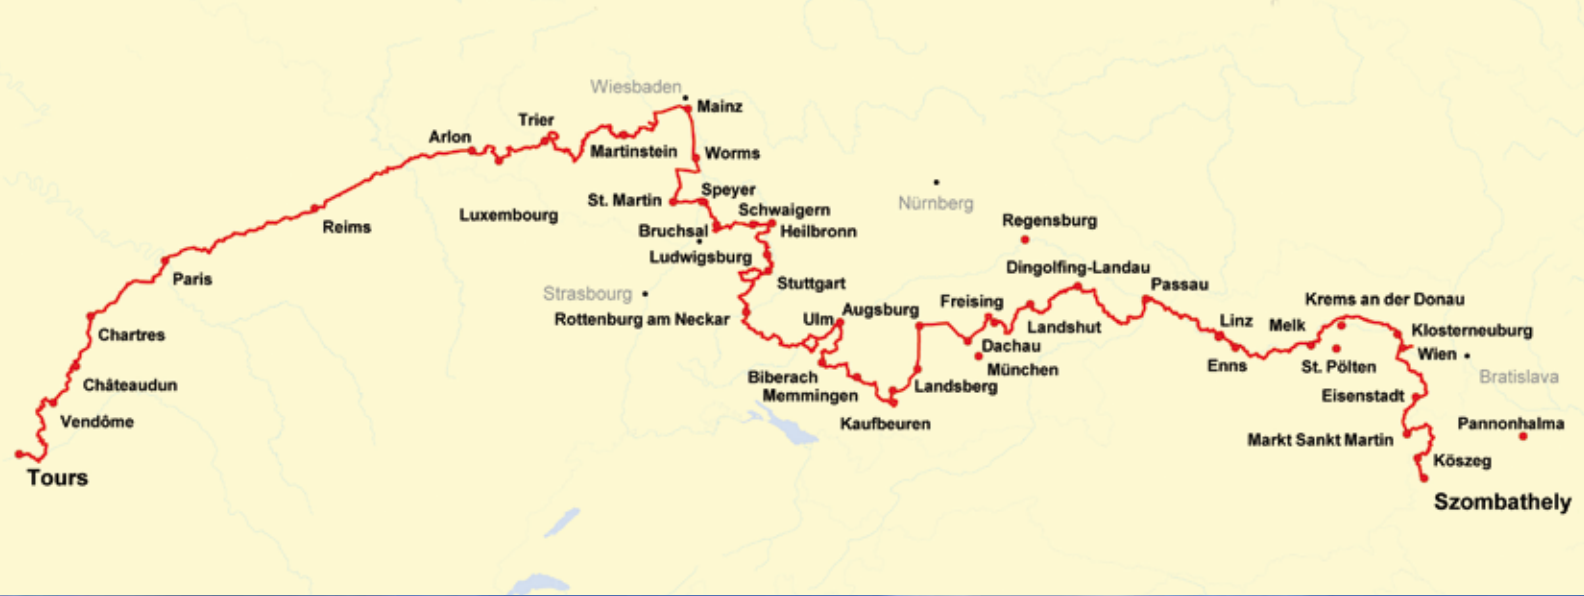 Wiesbaden
Mainz
Trier
Arlon
Martinstein
Worms
Luxembourg
St. Martin
Speyer
Schwaigern
Bruchsal
Heilbronn
Nürnberg
Regensburg
Reims
Ludwigsburg
Dingolfing-Landau
Paris
Stuttgart
Passau
Strasbourg
Augsburg
Freising
Krems an der Donau
Rottenburg am Neckar
Ulm
Landshut
Linz
Melk
Klosterneuburg
Chartres
Dachau
Wien
München
Enns
St. Pölten
Bratislava
Châteaudun
Biberach
Landsberg
Memmingen
Eisenstadt
Vendôme
Kaufbeuren
Pannonhalma
Markt Sankt Martin
Köszeg
Tours
Szombathely